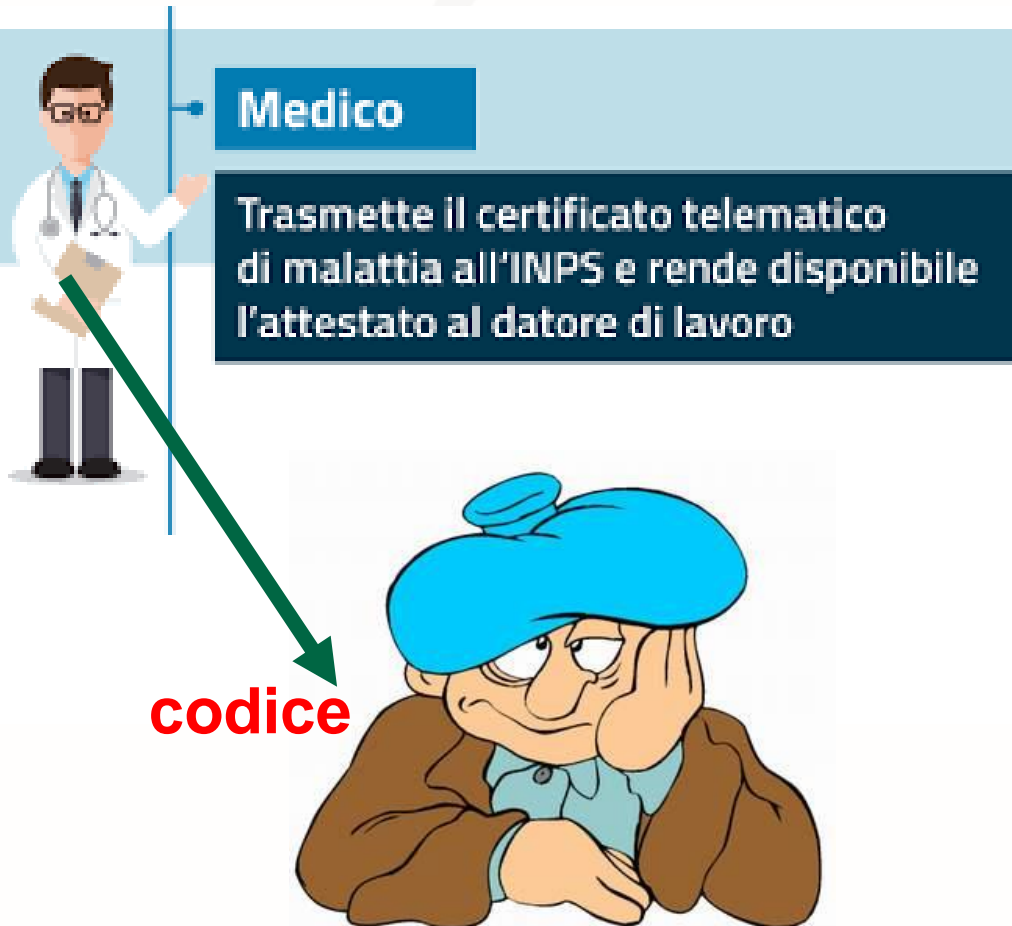 Medico
Trasmette il certificato telematico
di malattia all'INPS e rende disponibile
l'attestato al datore di lavoro
codice